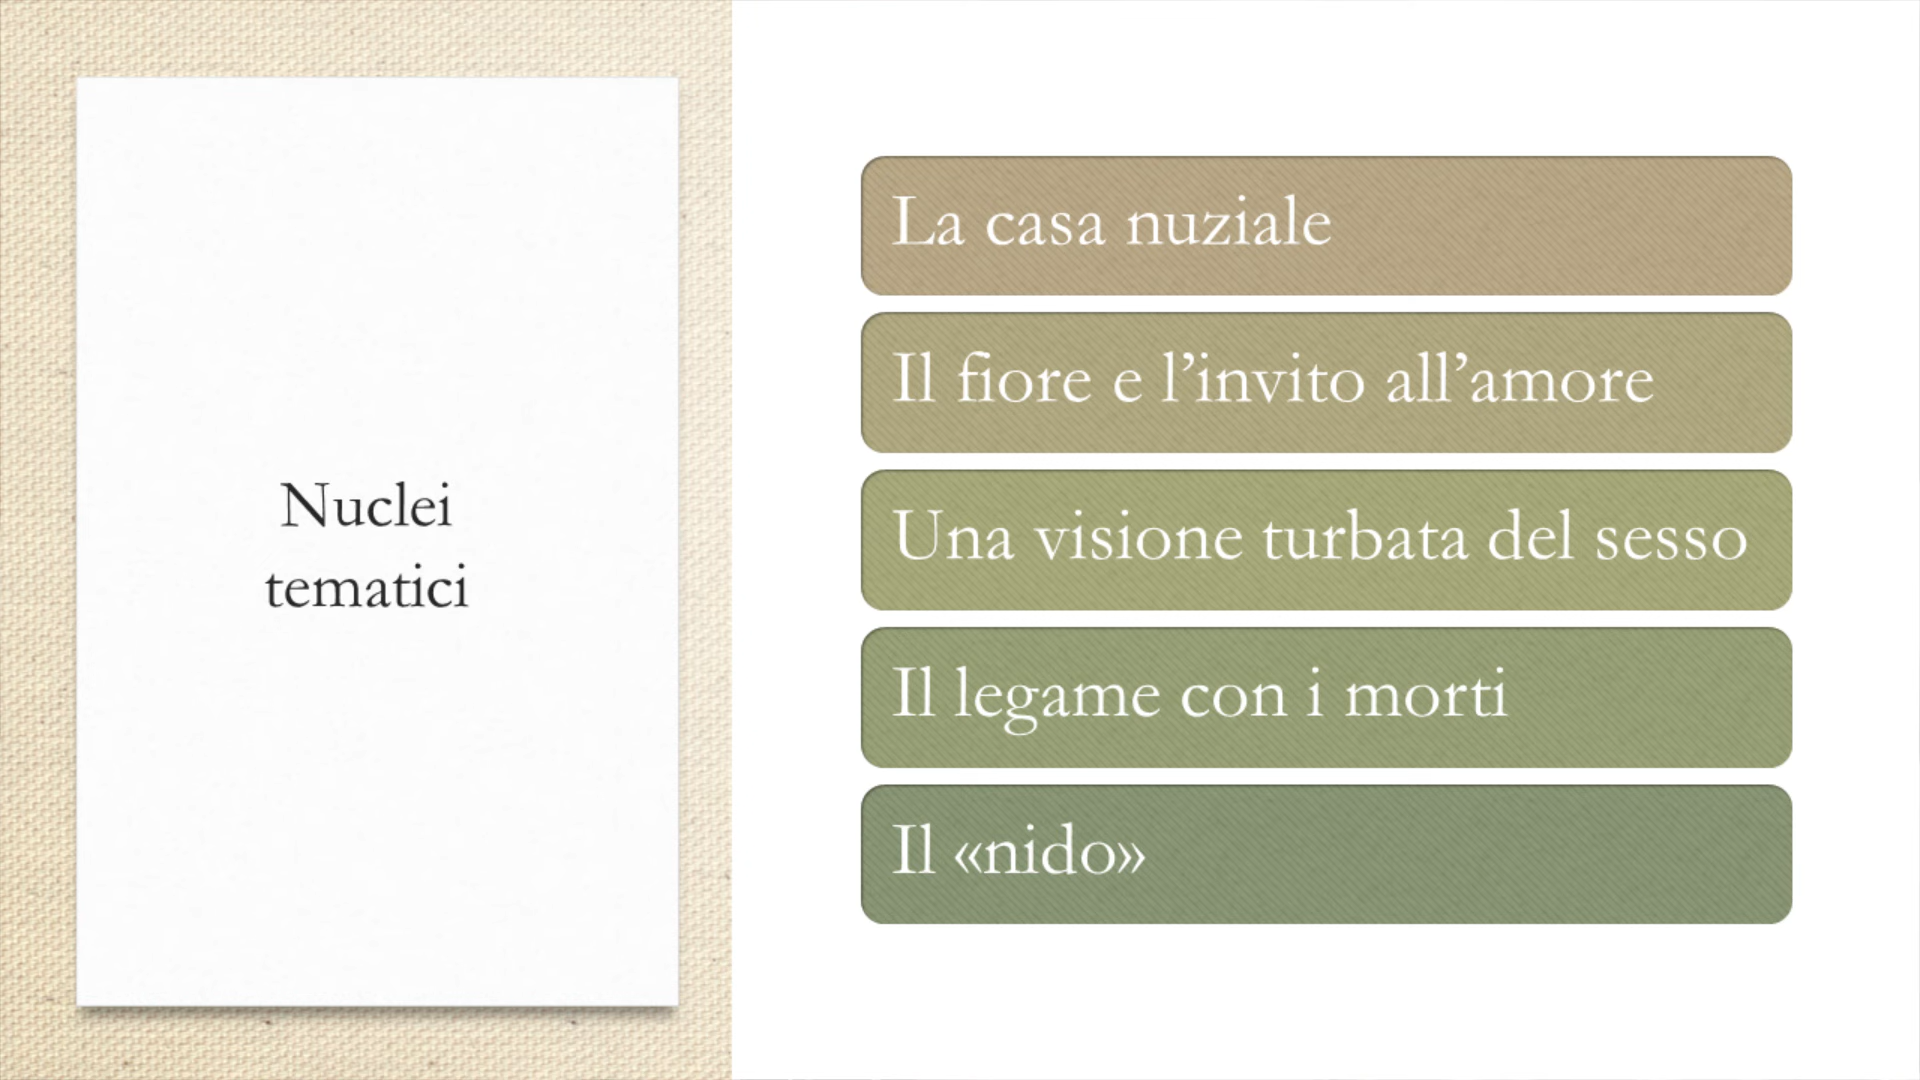 Nuclei
tematici
La casa nuziale
Il fiore e l’invito all’amore
Una visione turbata del sesso
Il legame con i morti
Il «nido»